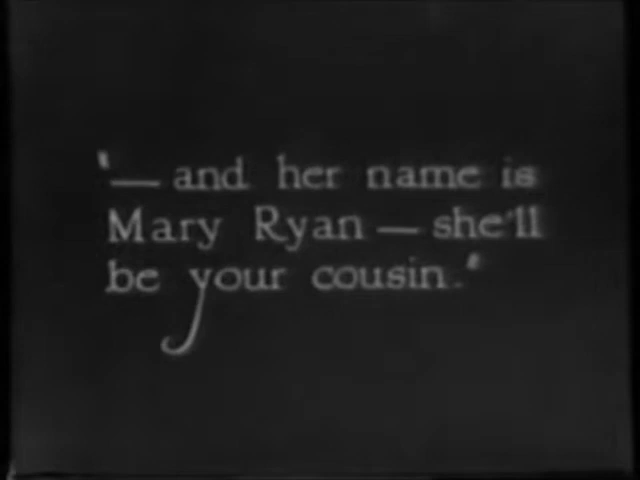 "— and her name is
Mary Ryan — she'll
be your cousin."